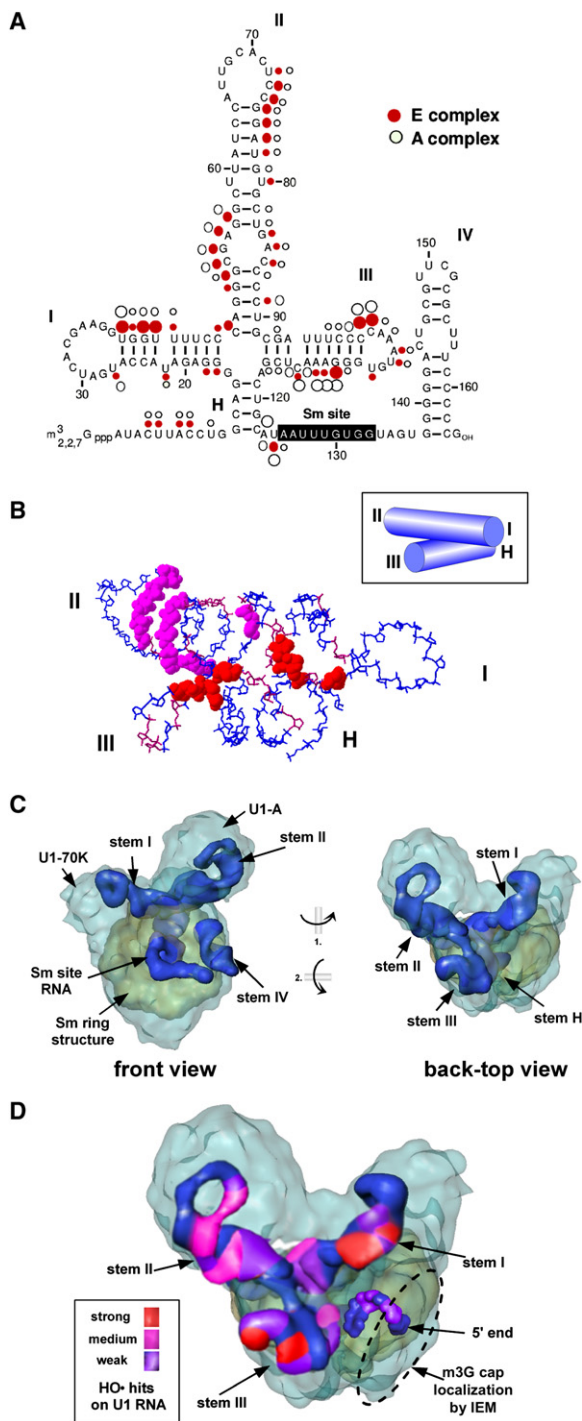 A
II
70
E complex
A complex
60
80
IV
150
III
I
90
30
20
H
120
Sm site
140
160
130
m3 2,2,7 GpppAUACUUACCUG
AUAAUUUGUGGUAGUG
OH
B
II
I
III
H
II
I
III
H
C
U1-A
stem I
stem II
U1-70K
stem I
1.
Sm site
RNA
2.
stem II
stem IV
Sm ring
structure
stem III
stem H
front view
back-top view
D
stem II
stem I
strong
medium
weak
5' end
HO• hits
on U1 RNA
stem III
m3G cap
localization
by IEM